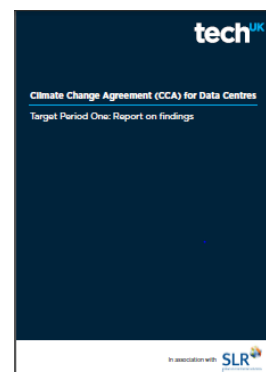 techUK
Climate Change Agreement (CCA) for Data Centres
Target Period One: Report on findings
In association with SLR